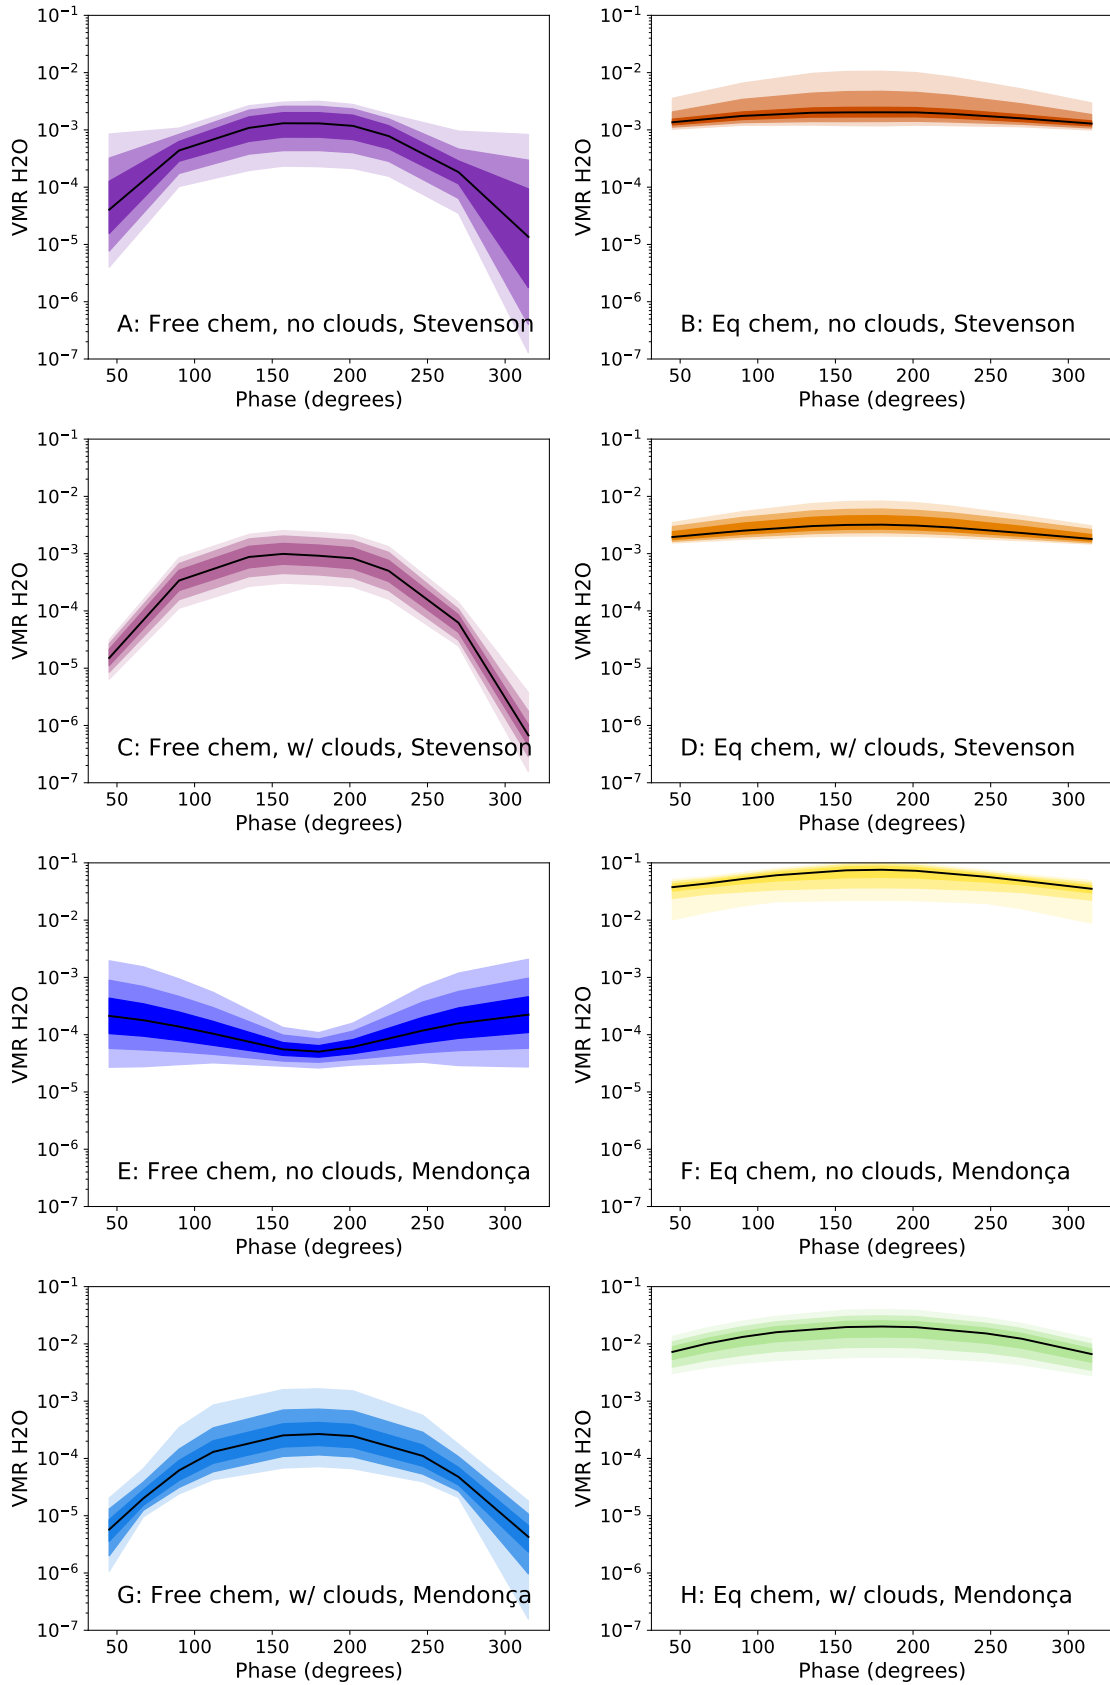 10⁻¹
10⁻²
10⁻³
10⁻⁴
10⁻⁵
10⁻⁶
10⁻⁷
VMR H2O
A: Free chem, no clouds, Stevenson
50 100 150 200 250 300
Phase (degrees)
10⁻¹
10⁻²
10⁻³
10⁻⁴
10⁻⁵
10⁻⁶
10⁻⁷
VMR H2O
B: Eq chem, no clouds, Stevenson
50 100 150 200 250 300
Phase (degrees)
10⁻¹
10⁻²
10⁻³
10⁻⁴
10⁻⁵
10⁻⁶
10⁻⁷
VMR H2O
C: Free chem, w/ clouds, Stevenson
50 100 150 200 250 300
Phase (degrees)
10⁻¹
10⁻²
10⁻³
10⁻⁴
10⁻⁵
10⁻⁶
10⁻⁷
VMR H2O
D: Eq chem, w/ clouds, Stevenson
50 100 150 200 250 300
Phase (degrees)
10⁻¹
10⁻²
10⁻³
10⁻⁴
10⁻⁵
10⁻⁶
10⁻⁷
VMR H2O
E: Free chem, no clouds, Mendonça
50 100 150 200 250 300
Phase (degrees)
10⁻¹
10⁻²
10⁻³
10⁻⁴
10⁻⁵
10⁻⁶
10⁻⁷
VMR H2O
F: Eq chem, no clouds, Mendonça
50 100 150 200 250 300
Phase (degrees)
10⁻¹
10⁻²
10⁻³
10⁻⁴
10⁻⁵
10⁻⁶
10⁻⁷
VMR H2O
G: Free chem, w/ clouds, Mendonça
50 100 150 200 250 300
Phase (degrees)
10⁻¹
10⁻²
10⁻³
10⁻⁴
10⁻⁵
10⁻⁶
10⁻⁷
VMR H2O
H: Eq chem, w/ clouds, Mendonça
50 100 150 200 250 300
Phase (degrees)